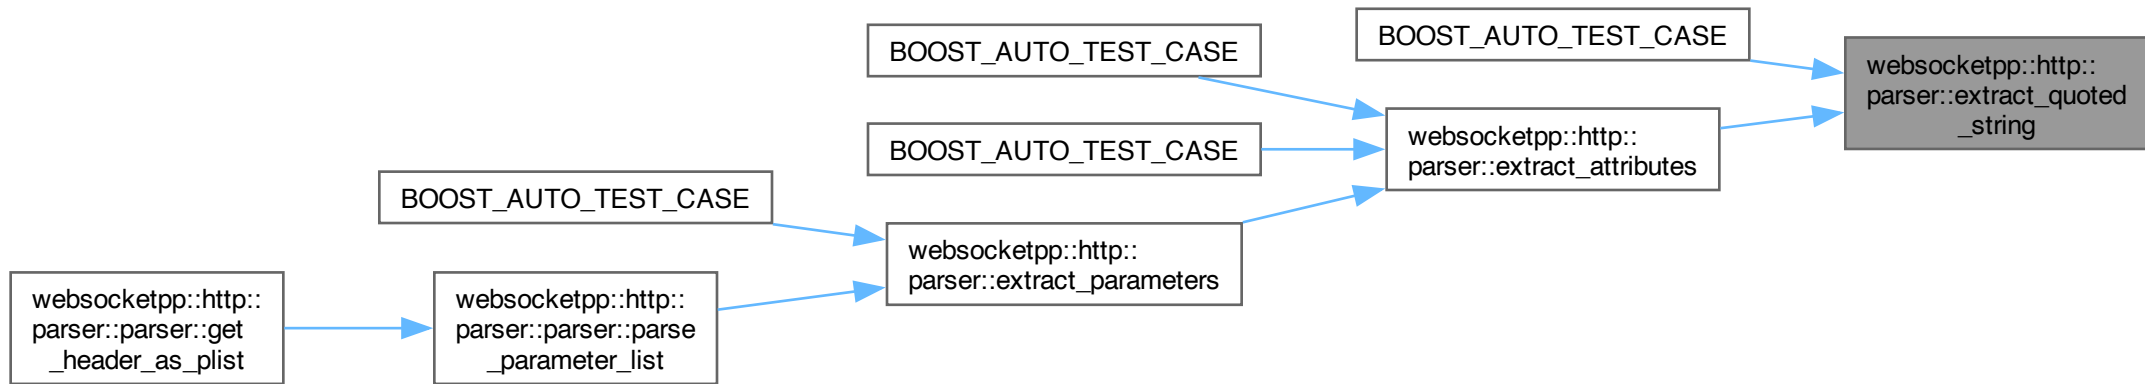 BOOST_AUTO_TEST_CASE
BOOST_AUTO_TEST_CASE
websocketpp::http::
parser::extract_quoted
_string
websocketpp::http::
parser::extract_attributes
BOOST_AUTO_TEST_CASE
BOOST_AUTO_TEST_CASE
websocketpp::http::
parser::extract_parameters
websocketpp::http::
parser::parser::get
_header_as_plist
websocketpp::http::
parser::parser::parse
_parameter_list